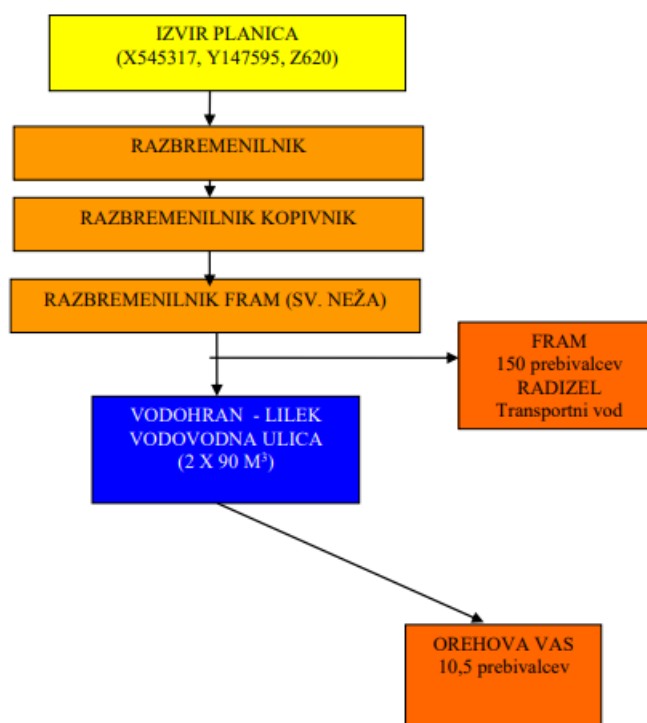 IZVIR PLANICA
(X545317, Y147595, Z620)
RAZBREMENILNIK
RAZBREMENILNIK KOPIVNIK
RAZBREMENILNIK FRAM (SV. NEŽA)
FRAM
150 prebivalcev
RADIZEL
Transportni vod
VODOHRAN - LILEK
VODOVODNA ULICA
(2 X 90 M³)
OREHOVA VAS
10,5 prebivalcev